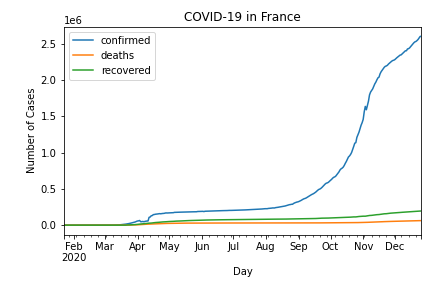 COVID-19 in France
1e6
confirmed
deaths
recovered
2.5
2.0
1.5
1.0
0.5
0.0
Number of Cases
Feb Mar Apr May Jun Jul Aug Sep Oct Nov Dec
2020
Day